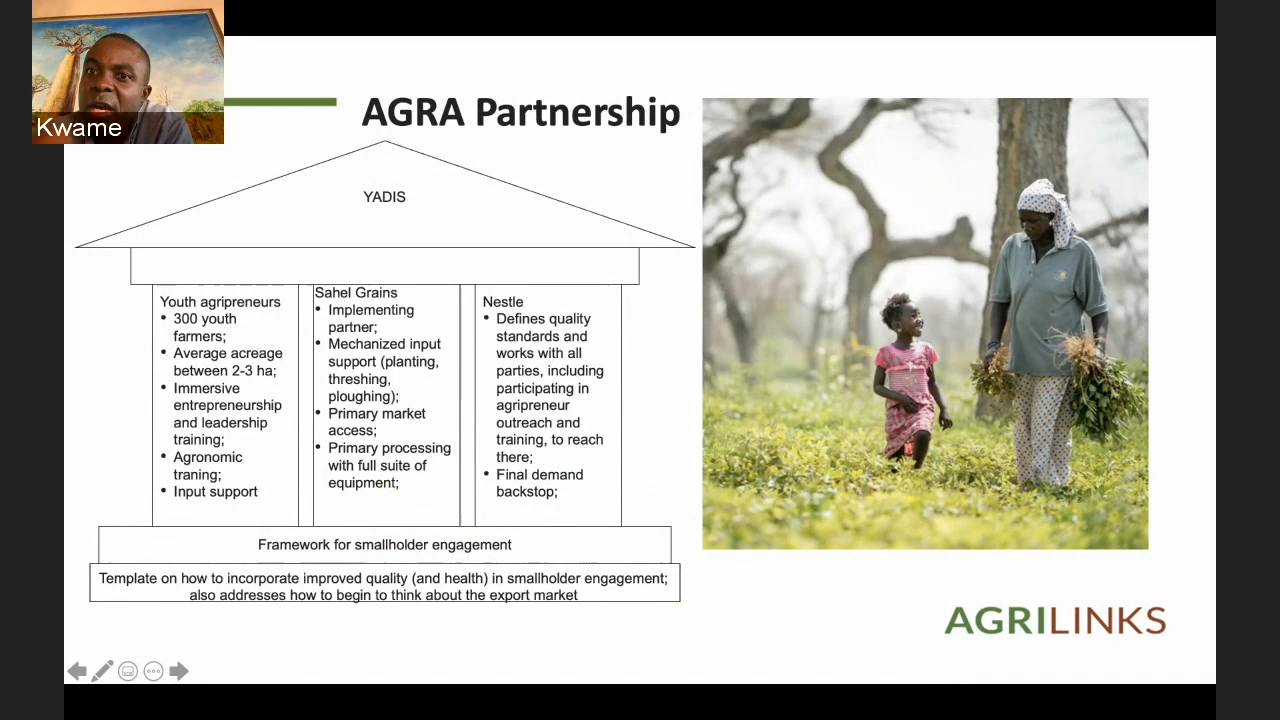 Kwame
AGRA Partnership
YADIS
Youth agripreneurs
• 300 youth
farmers;
• Average acreage
between 2-3 ha;
• Immersive
entrepreneurship
and leadership
training;
• Agronomic
traning;
• Input support
Sahel Grains
• Implementing
partner;
• Mechanized input
support (planting,
threshing,
ploughing);
• Primary market
access;
• Primary processing
with full suite of
equipment;
Nestle
• Defines quality
standards and
works with all
parties, including
participating in
agripreneur
outreach and
training, to reach
there;
• Final demand
backstop;
Framework for smallholder engagement
Template on how to incorporate improved quality (and health) in smallholder engagement;
also addresses how to begin to think about the export market
AGRILINKS